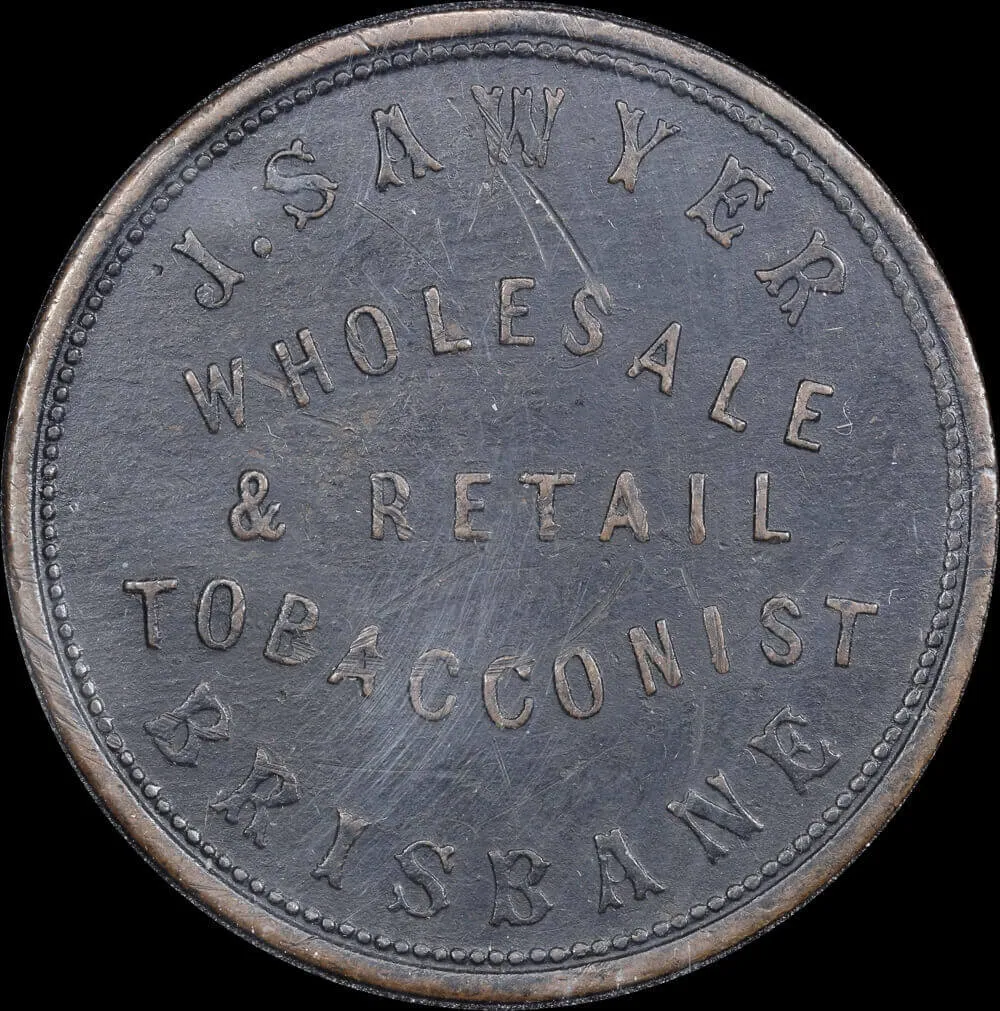 J. SAWYER
WHOLESALE
& RETAIL
TOBACCONIST
BRISBANE